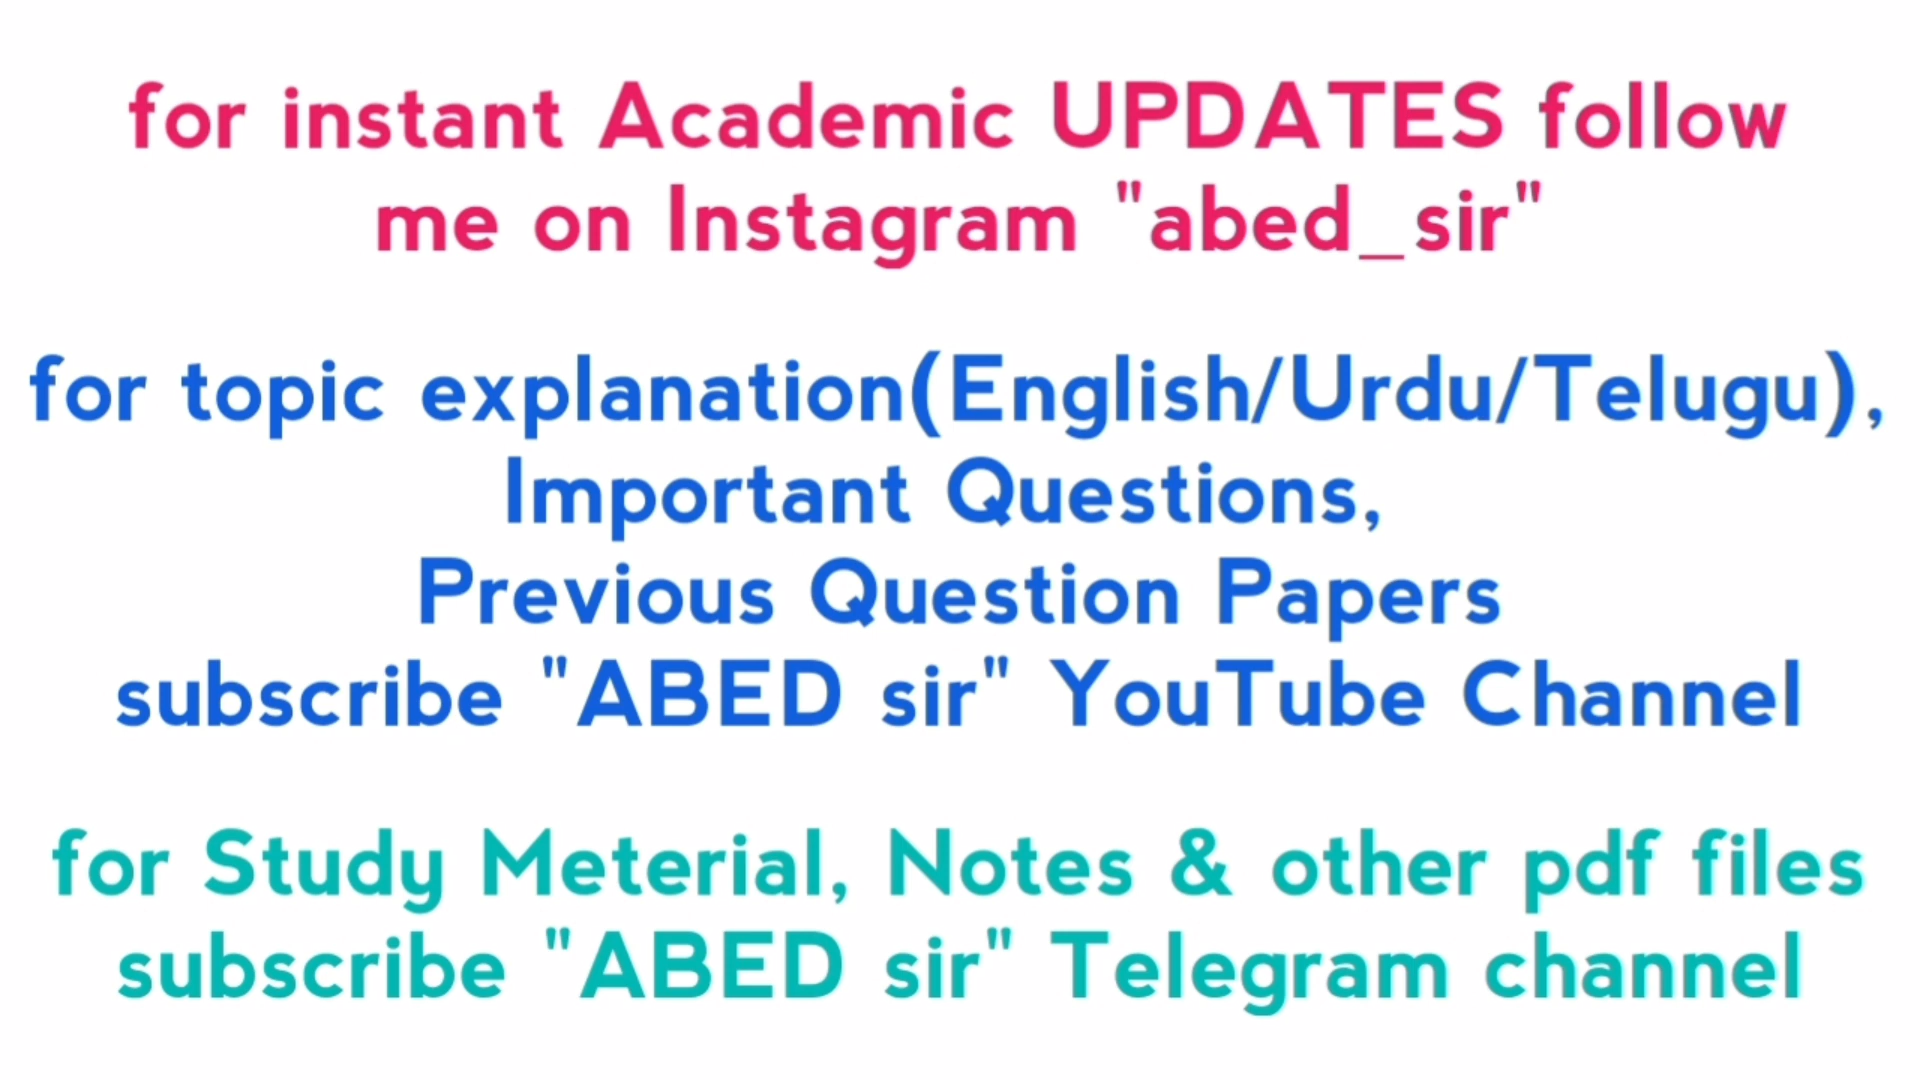 for instant Academic UPDATES follow
me on Instagram "abed_sir"
for topic explanation(English/Urdu/Telugu),
Important Questions,
Previous Question Papers
subscribe "ABED sir" YouTube Channel
for Study Meterial, Notes & other pdf files
subscribe "ABED sir" Telegram channel